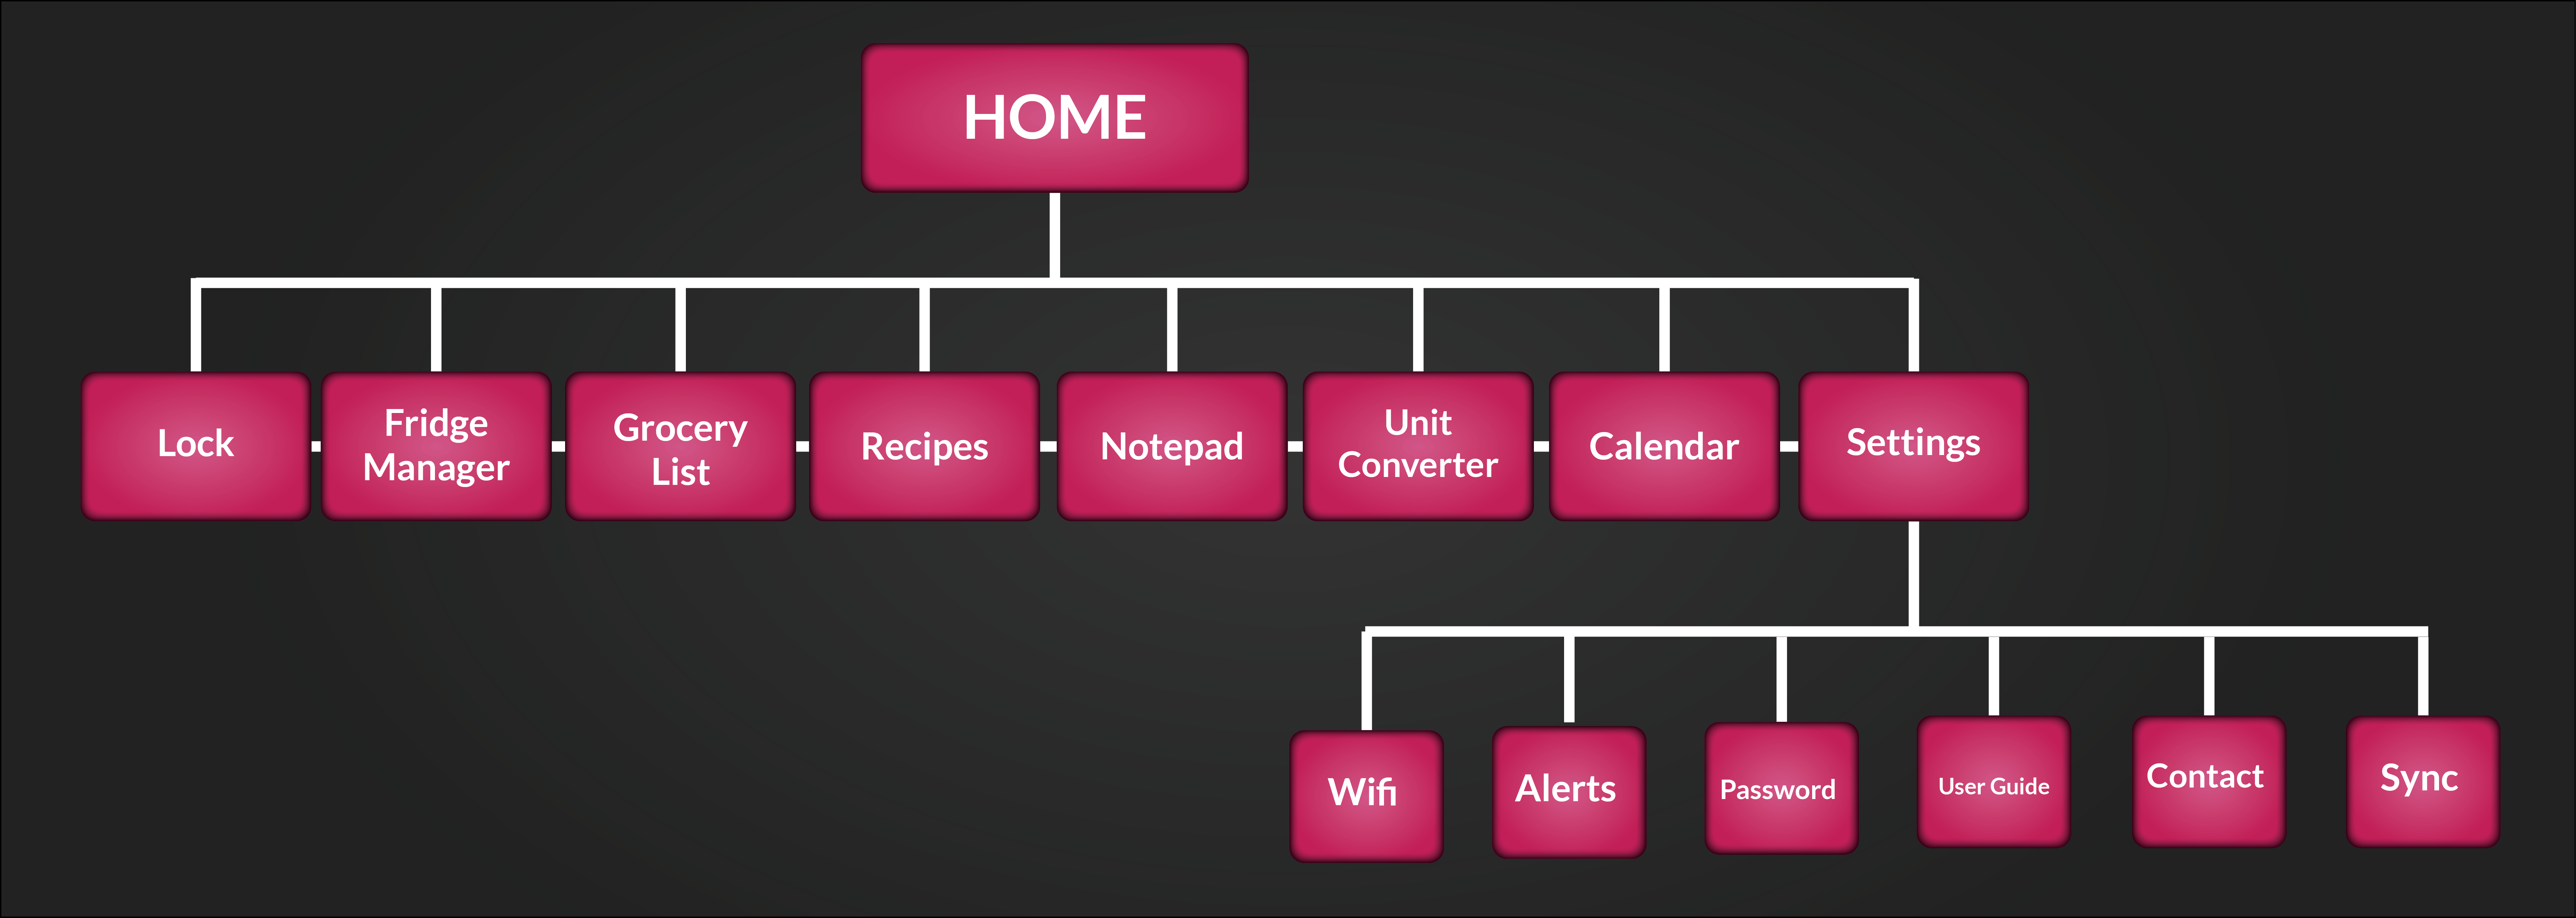 HOME
Lock
Fridge
Manager
Grocery
List
Recipes
Notepad
Unit
Converter
Calendar
Settings
Wifi
Alerts
Password
User Guide
Contact
Sync